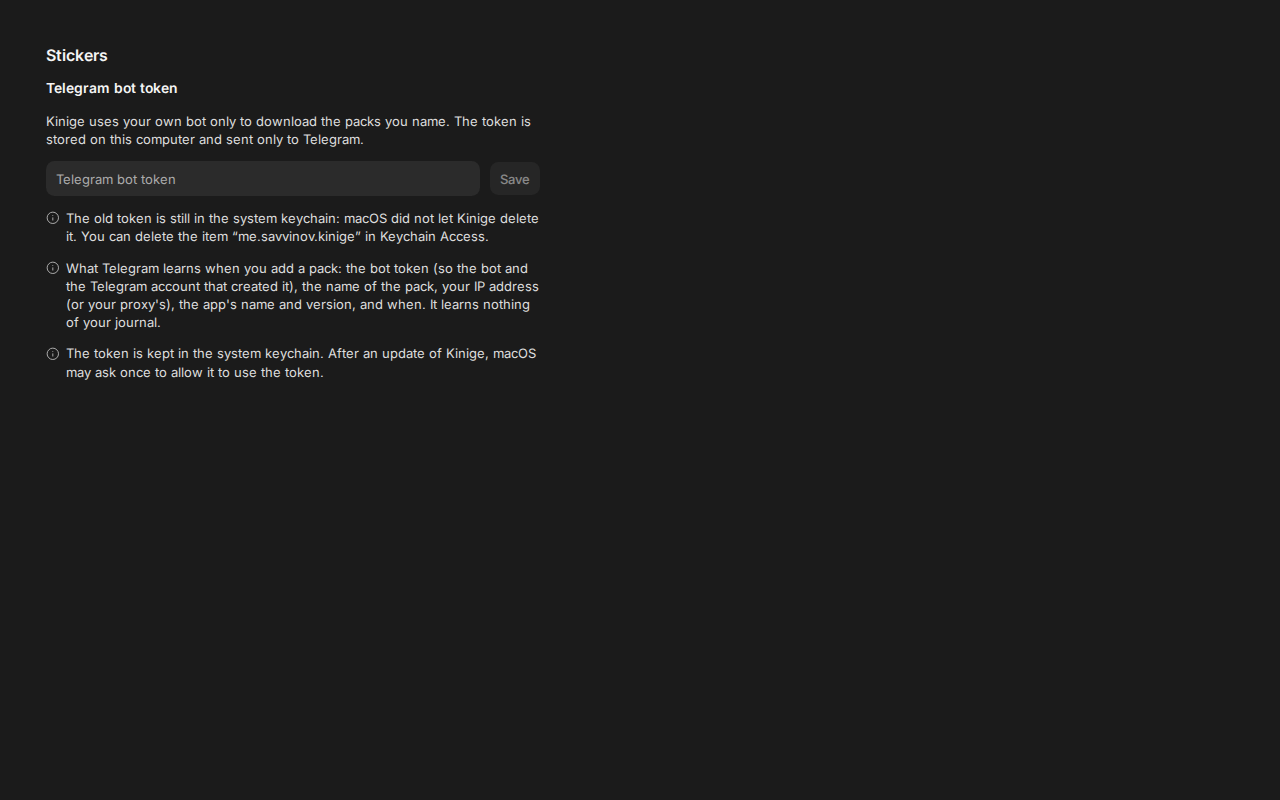 Stickers
Telegram bot token
Kinige uses your own bot only to download the packs you name. The token is
stored on this computer and sent only to Telegram.
Telegram bot token
Save
The old token is still in the system keychain: macOS did not let Kinige delete
it. You can delete the item “me.savvinov.kinige” in Keychain Access.
What Telegram learns when you add a pack: the bot token (so the bot and
the Telegram account that created it), the name of the pack, your IP address
(or your proxy's), the app's name and version, and when. It learns nothing
of your journal.
The token is kept in the system keychain. After an update of Kinige, macOS
may ask once to allow it to use the token.